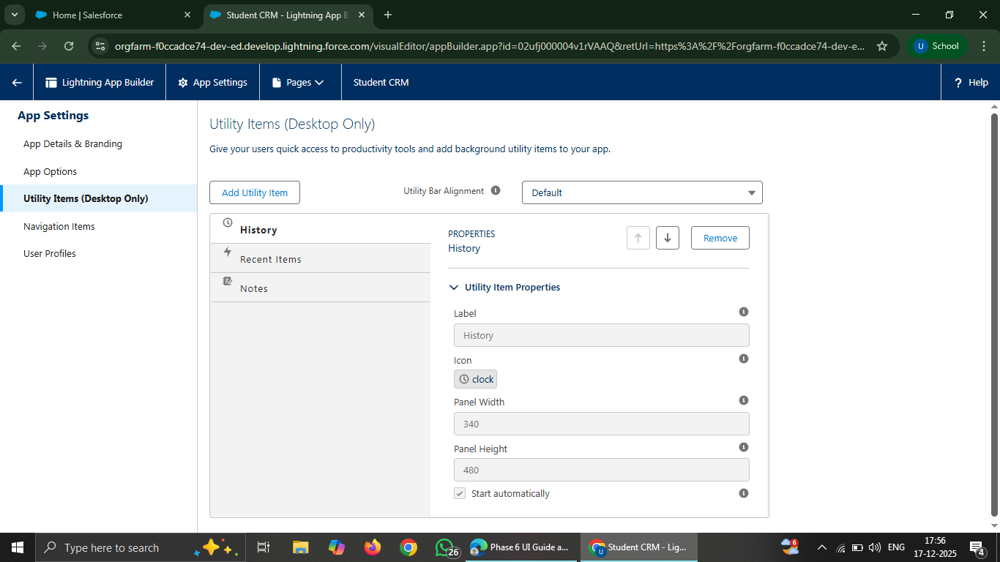 Home | Salesforce
Student CRM - Lightning App B
orgfarm-f0ccadce74-dev-ed.develop.lightning.force.com/visualEditor/appBuilder.app?id=02ufj000004v1rVAAQ&retUrl=https%3A%2F%2Forgfarm-f0ccadce74-dev-e...
U School
Lightning App Builder
App Settings
Pages
Student CRM
? Help
App Settings
App Details & Branding
App Options
Utility Items (Desktop Only)
Navigation Items
User Profiles
Utility Items (Desktop Only)
Give your users quick access to productivity tools and add background utility items to your app.
Add Utility Item
Utility Bar Alignment
Default
History
Recent Items
Notes
PROPERTIES
History
Remove
Utility Item Properties
Label
History
Icon
clock
Panel Width
340
Panel Height
480
Start automatically
Type here to search
26
Phase 6 UI Guide a...
U
Student CRM - Lig...
6
ENG
17:56
17-12-2025
4